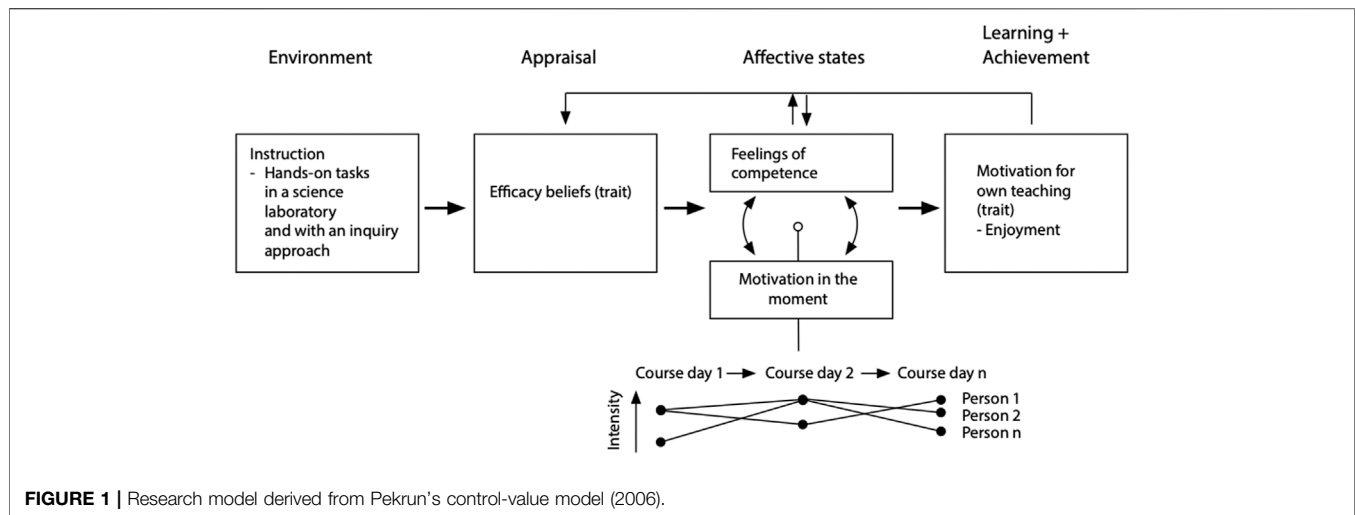 Environment
Appraisal
Affective states
Learning +
Achievement
Instruction
- Hands-on tasks
in a science
laboratory
and with an inquiry
approach
Efficacy beliefs (trait)
Feelings of
competence
Motivation in the
moment
Motivation for
own teaching
(trait)
- Enjoyment
Course day 1
Course day 2
Course day n
Intensity
Person 1
Person 2
Person n
FIGURE 1 | Research model derived from Pekrun's control-value model (2006).